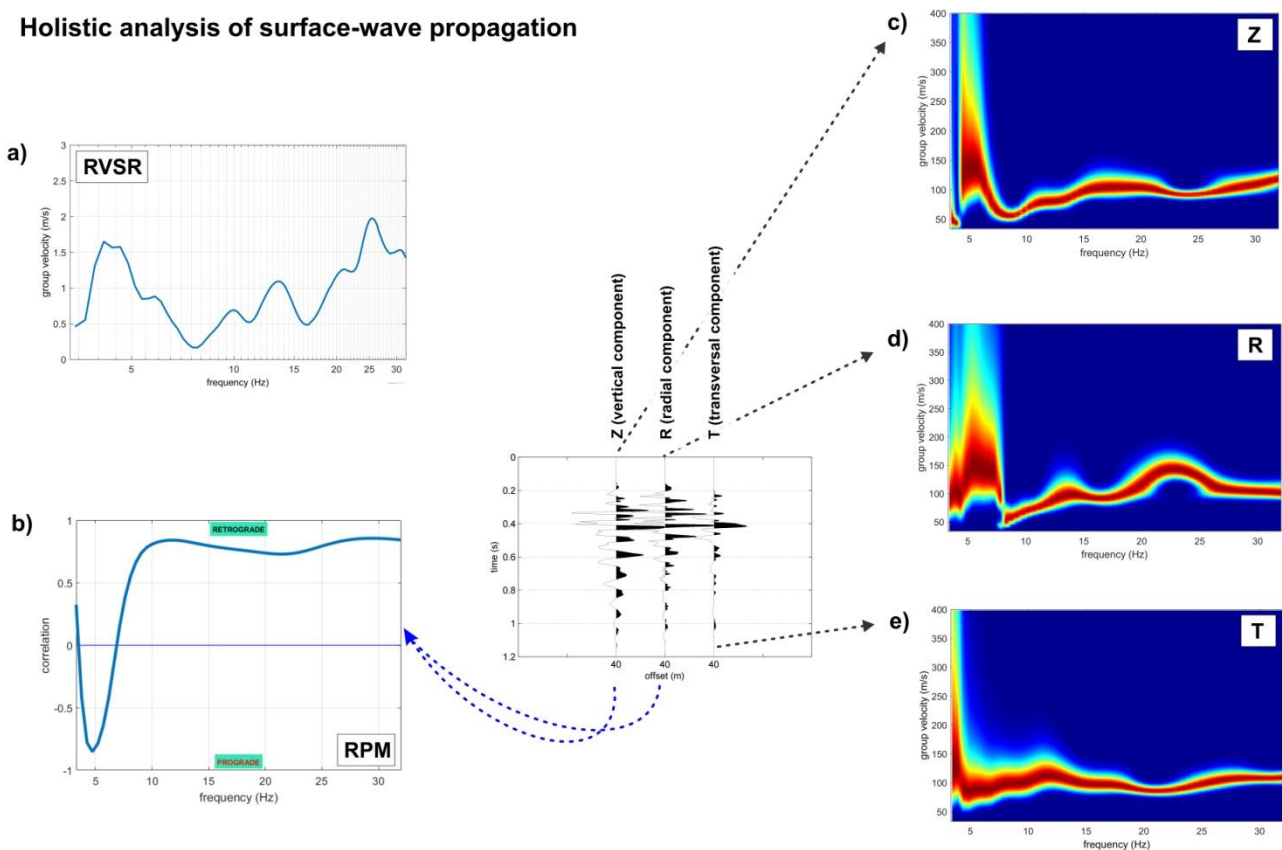 Holistic analysis of surface-wave propagation
a)
RVSR
group velocity (m/s)
3
2.5
2
1.5
1
0.5
0
5 10 15 20 25 30
frequency (Hz)
b)
RETROGRADE
correlation
1
0.5
0
-0.5
-1
PROGRADE
RPM
5 10 15 20 25 30
frequency (Hz)
Z (vertical component)
R (radial component)
T (transversal component)
time (s)
0
0.2
0.4
0.6
0.8
1
1.2
40 40 40
offset (m)
c)
Z
group velocity (m/s)
400
350
300
250
200
150
100
50
5 10 15 20 25 30
frequency (Hz)
d)
R
group velocity (m/s)
400
350
300
250
200
150
100
50
5 10 15 20 25 30
frequency (Hz)
e)
T
group velocity (m/s)
400
350
300
250
200
150
100
50
5 10 15 20 25 30
frequency (Hz)